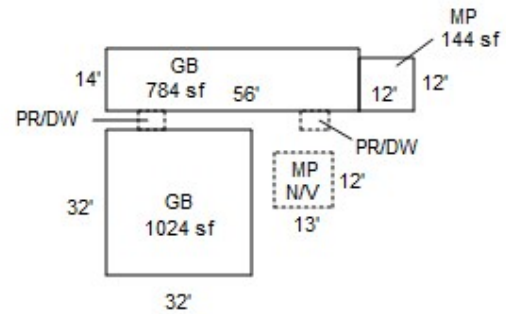 MP
144 sf
GB
784 sf
14'
56'
12'
12'
PR/DW
PR/DW
MP
N/V
12'
13'
GB
1024 sf
32'
32'